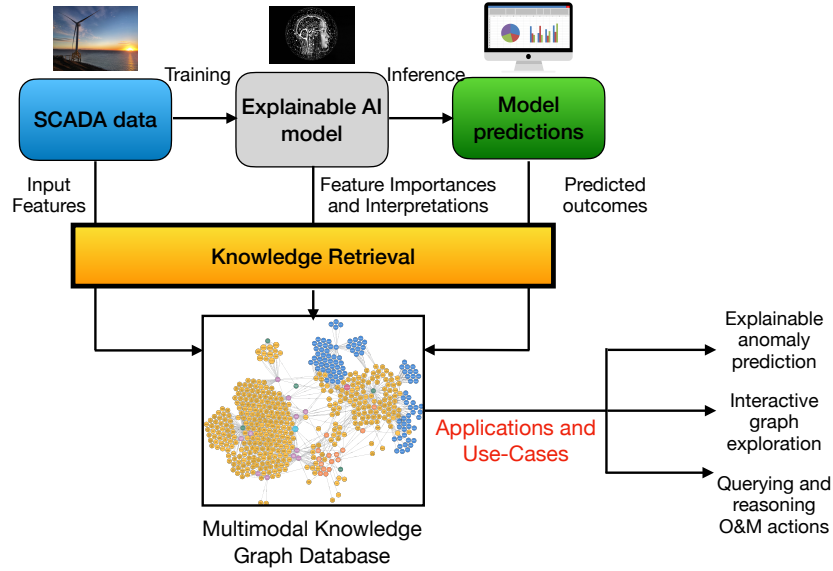 Training
Inference
SCADA data
Explainable AI
model
Model
predictions
Input
Features
Feature Importances
and Interpretations
Predicted
outcomes
Knowledge Retrieval
Explainable
anomaly
prediction
Applications and
Use-Cases
Interactive
graph
exploration
Querying and
reasoning
O&M actions
Multimodal Knowledge
Graph Database